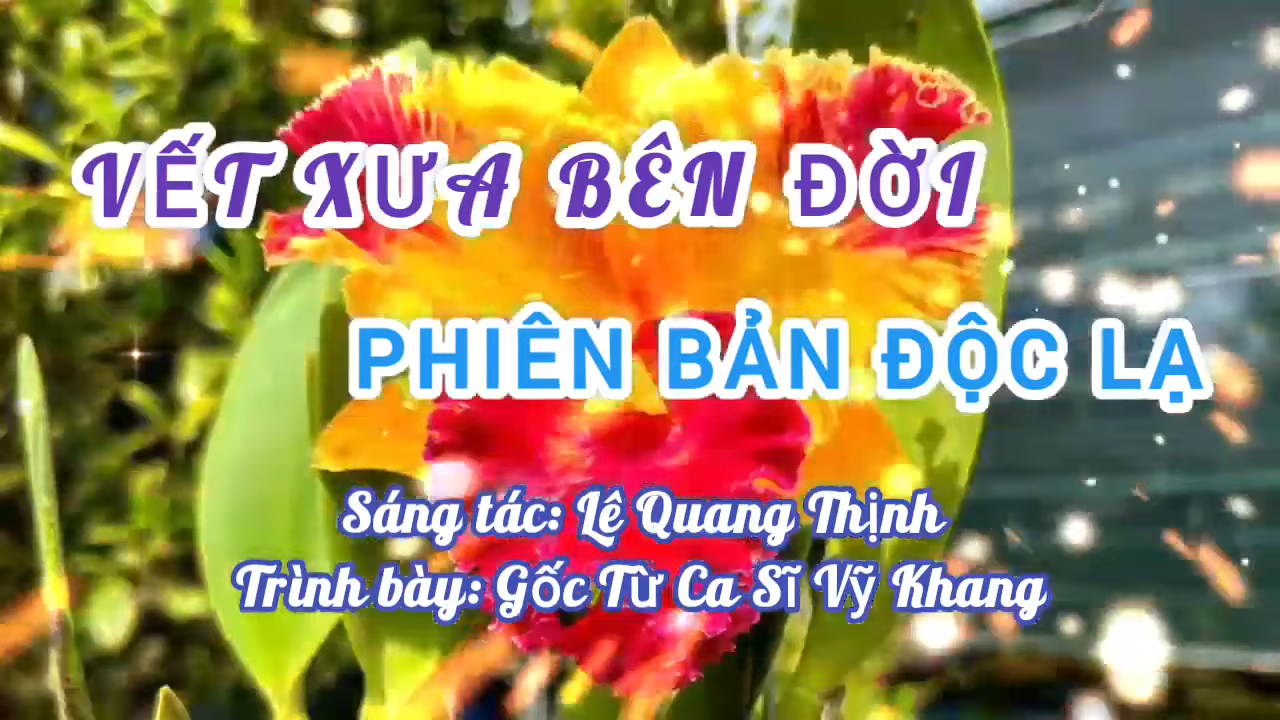 VẾT XƯA BÊN ĐỜI
PHIÊN BẢN ĐỘC LẠ
Sáng tác: Lê Quang Thịnh
Trình bày: Gốc Từ Ca Sĩ Vỹ Khang